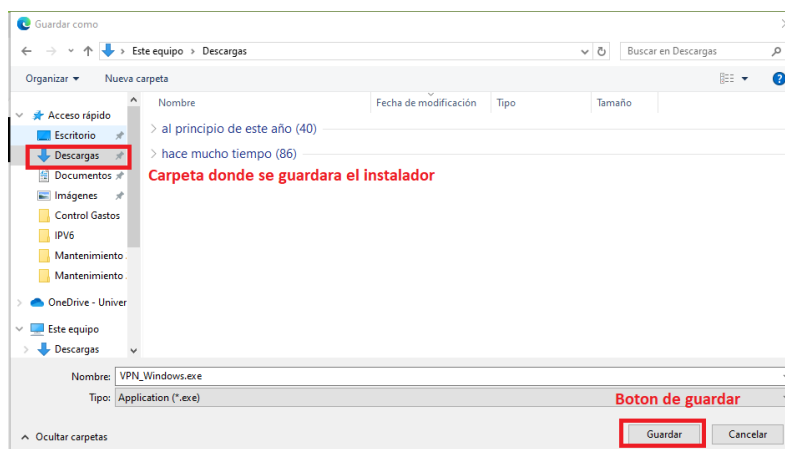 Guardar como
Este equipo > Descargas
Buscar en Descargas
Organizar Nueva carpeta
Nombre Fecha de modificación Tipo Tamaño
Acceso rápido
Escritorio
Descargas
Documentos
Imágenes
Control Gastos
IPV6
Mantenimiento
Mantenimiento
OneDrive - Univer
Este equipo
Descargas
al principio de este año (40)
hace mucho tiempo (86)
Carpeta donde se guardara el instalador
Nombre: VPN_Windows.exe
Tipo: Application (*.exe)
Boton de guardar
Ocultar carpetas
Guardar Cancelar